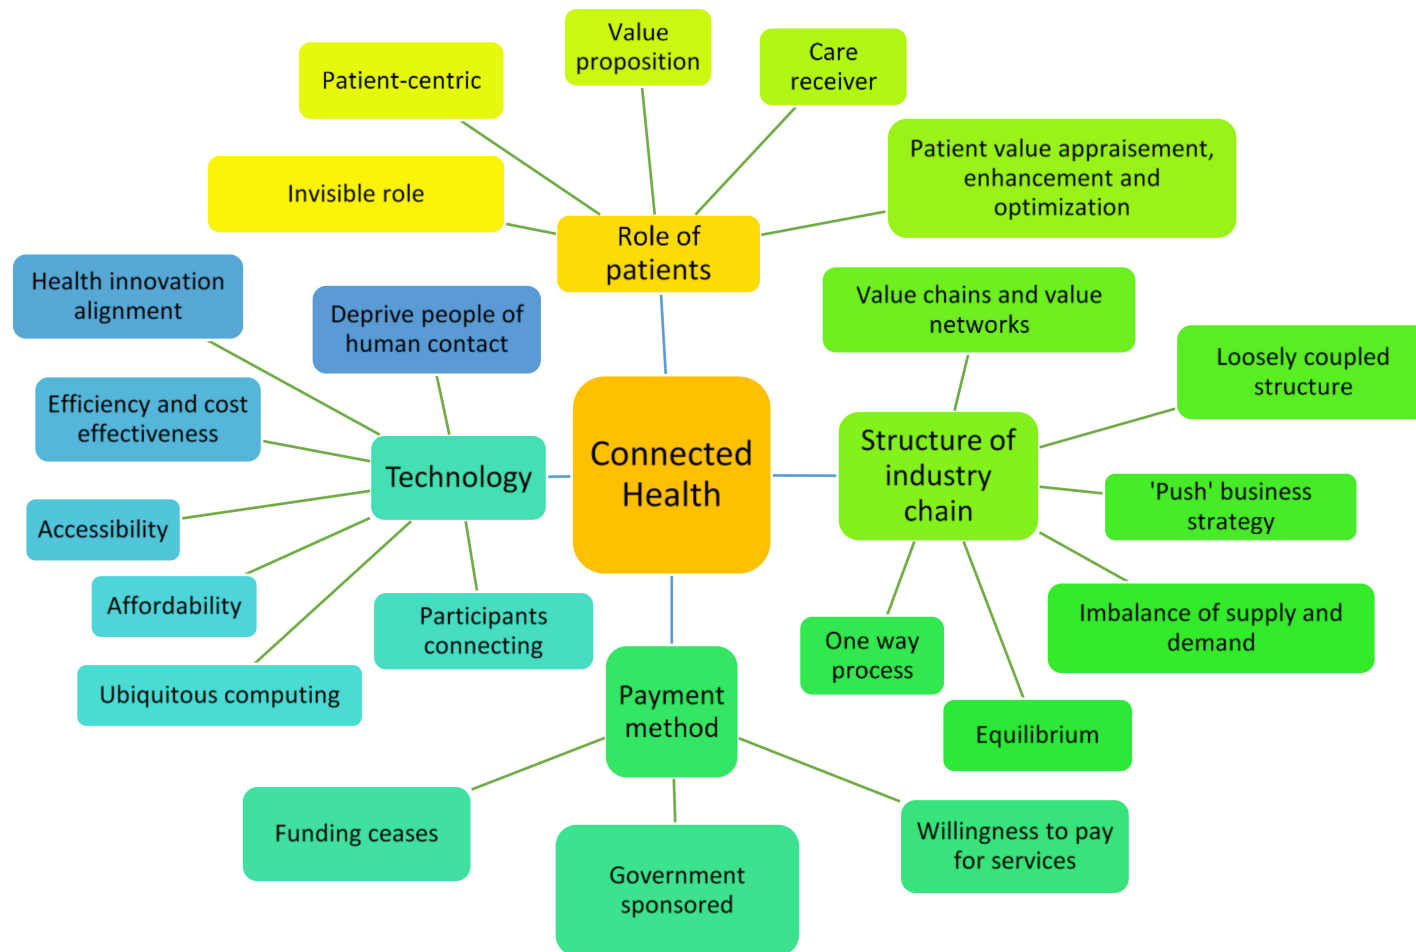 Value
proposition
Care
receiver
Patient-centric
Patient value appraisement,
enhancement and
optimization
Invisible role
Role of
patients
Health innovation
alignment
Deprive people of
human contact
Value chains and value
networks
Loosely coupled
structure
Efficiency and cost
effectiveness
Technology
Connected
Health
Structure of
industry
chain
'Push' business
strategy
Accessibility
Affordability
Participants
connecting
Imbalance of supply and
demand
One way
process
Ubiquitous computing
Payment
method
Equilibrium
Funding ceases
Government
sponsored
Willingness to pay
for services